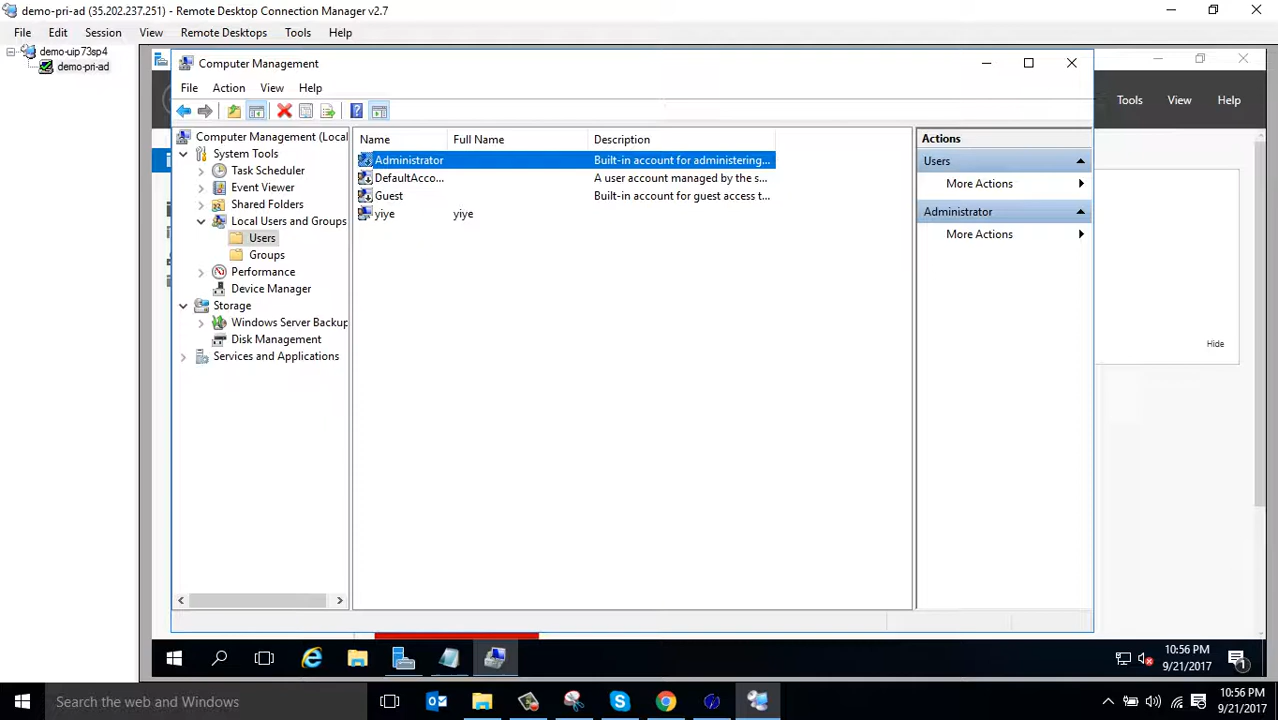 demo-pri-ad (35.202.237.251) - Remote Desktop Connection Manager v2.7
File Edit Session View Remote Desktops Tools Help
demo-uip73sp4
demo-pri-ad
Computer Management
File Action View Help
Tools View Help
Computer Management (Local
System Tools
Task Scheduler
Event Viewer
Shared Folders
Local Users and Groups
Users
Groups
Performance
Device Manager
Storage
Windows Server Backup
Disk Management
Services and Applications
Name Full Name Description
Administrator Built-in account for administering...
DefaultAcco... A user account managed by the s...
Guest Built-in account for guest access t...
yiye yiye
Actions
Users
More Actions
Administrator
More Actions
Hide
10:56 PM
9/21/2017
1
Search the web and Windows
10:56 PM
9/21/2017